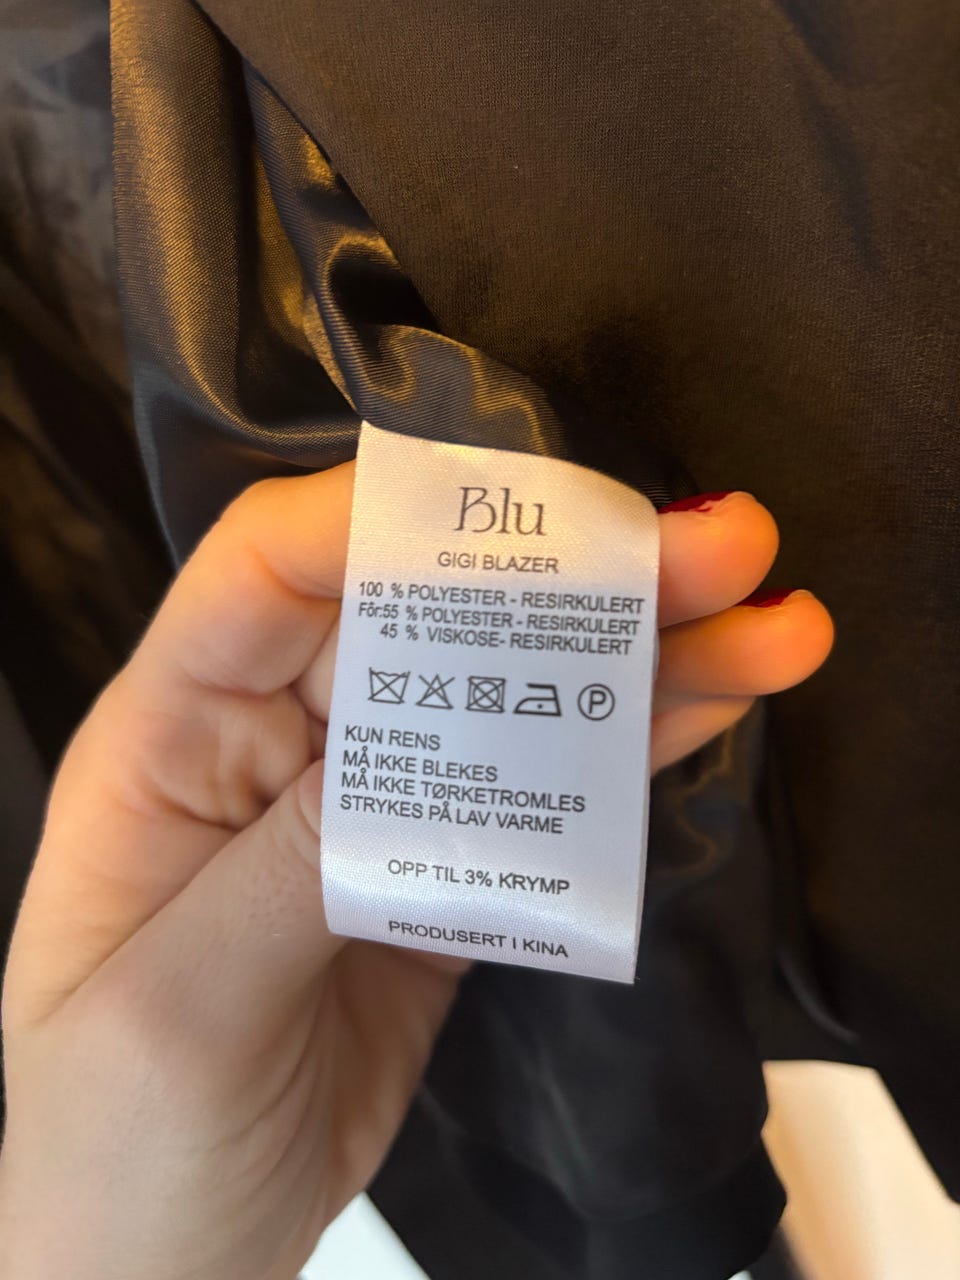 Blu
GIGI BLAZER
100 % POLYESTER - RESIRKULERT
Fôr:55 % POLYESTER - RESIRKULERT
45 % VISKOSE- RESIRKULERT
P
KUN RENS
MÅ IKKE BLEKES
MÅ IKKE TØRKETROMLES
STRYKES PÅ LAV VARME
OPP TIL 3% KRYMP
PRODUSERT I KINA